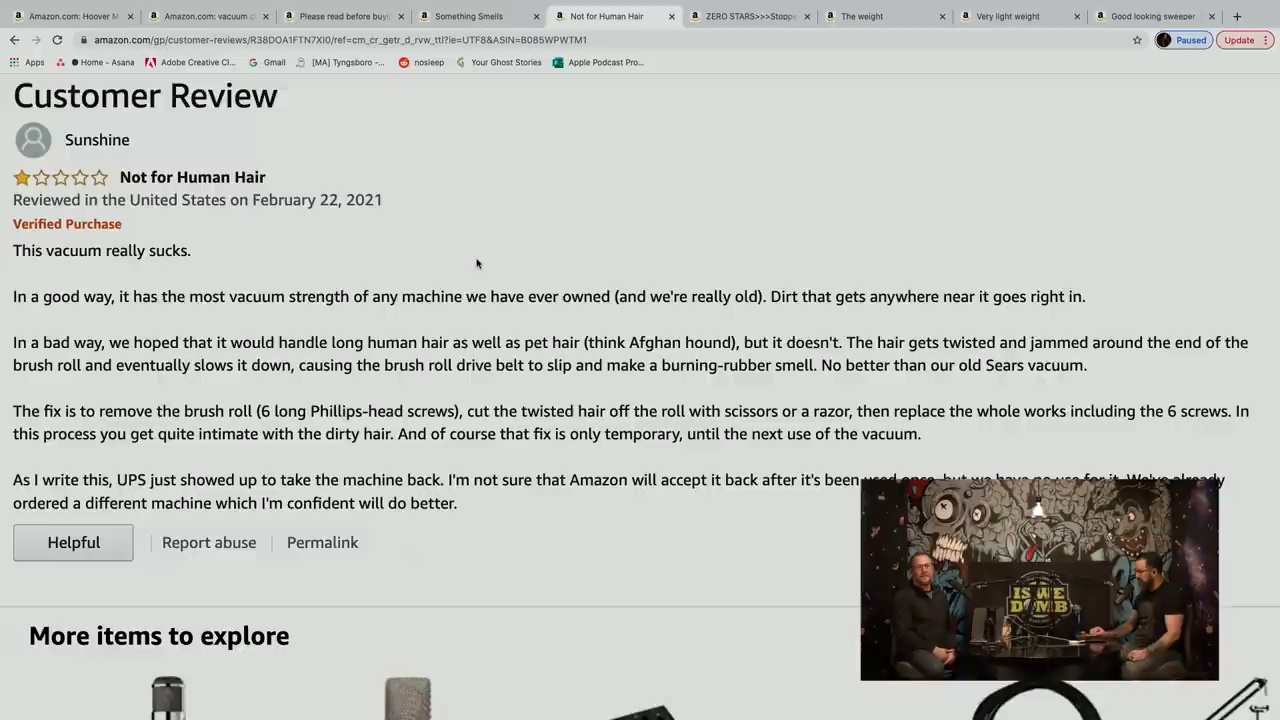 Amazon.com: Hoover M
Amazon.com: vacuum c
Please read before buyi
Something Smells
Not for Human Hair
ZERO STARS>>>Stoppe
The weight
Very light weight
Good looking sweeper
amazon.com/gp/customer-reviews/R38DOA1FTN7XI0/ref=cm_cr_getr_d_rvw_ttl?ie=UTF8&ASIN=B085WPWTM1
Paused
Update
Apps
Home - Asana
Adobe Creative Cl...
Gmail
[MA] Tyngsboro -...
nosleep
Your Ghost Stories
Apple Podcast Pro...
Customer Review
Sunshine
Not for Human Hair
Reviewed in the United States on February 22, 2021
Verified Purchase
This vacuum really sucks.
In a good way, it has the most vacuum strength of any machine we have ever owned (and we're really old). Dirt that gets anywhere near it goes right in.
In a bad way, we hoped that it would handle long human hair as well as pet hair (think Afghan hound), but it doesn't. The hair gets twisted and jammed around the end of the
brush roll and eventually slows it down, causing the brush roll drive belt to slip and make a burning-rubber smell. No better than our old Sears vacuum.
The fix is to remove the brush roll (6 long Phillips-head screws), cut the twisted hair off the roll with scissors or a razor, then replace the whole works including the 6 screws. In
this process you get quite intimate with the dirty hair. And of course that fix is only temporary, until the next use of the vacuum.
As I write this, UPS just showed up to take the machine back. I'm not sure that Amazon will accept it back after it's been used once, but we have no use for it. We've already
ordered a different machine which I'm confident will do better.
Helpful
Report abuse
Permalink
IS WE
DUMB
More items to explore